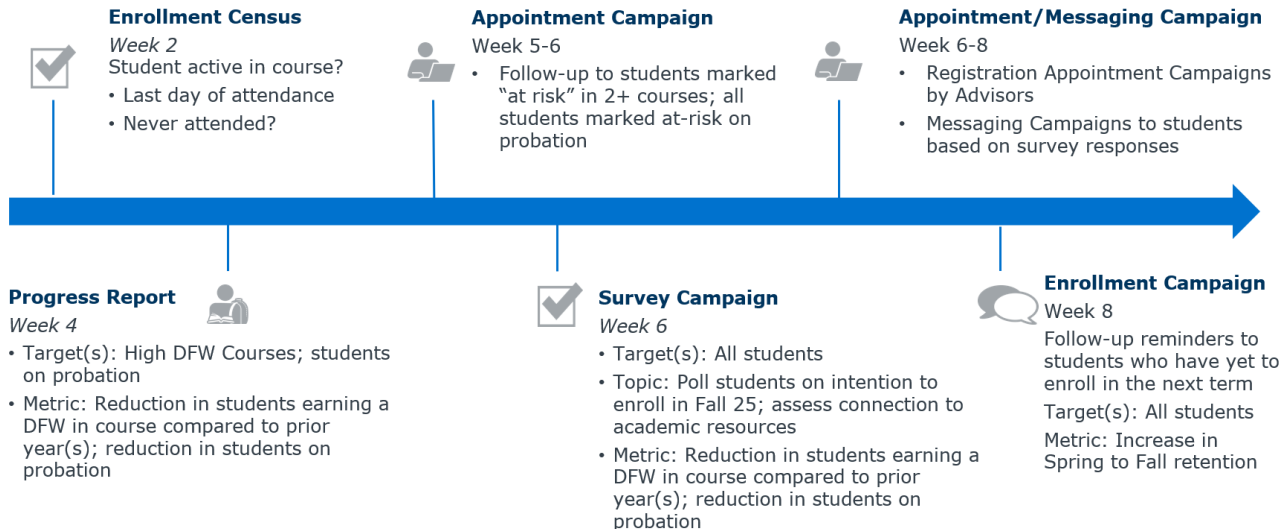 Enrollment Census
Week 2
Student active in course?
• Last day of attendance
• Never attended?
Appointment Campaign
Week 5-6
• Follow-up to students marked
“at risk” in 2+ courses; all
students marked at-risk on
probation
Appointment/Messaging Campaign
Week 6-8
• Registration Appointment Campaigns
by Advisors
• Messaging Campaigns to students
based on survey responses
Progress Report
Week 4
• Target(s): High DFW Courses; students
on probation
• Metric: Reduction in students earning a
DFW in course compared to prior
year(s); reduction in students on
probation
Survey Campaign
Week 6
• Target(s): All students
• Topic: Poll students on intention to
enroll in Fall 25; assess connection to
academic resources
• Metric: Reduction in students earning a
DFW in course compared to prior
year(s); reduction in students on
probation
Enrollment Campaign
Week 8
Follow-up reminders to
students who have yet to
enroll in the next term
Target(s): All students
Metric: Increase in
Spring to Fall retention